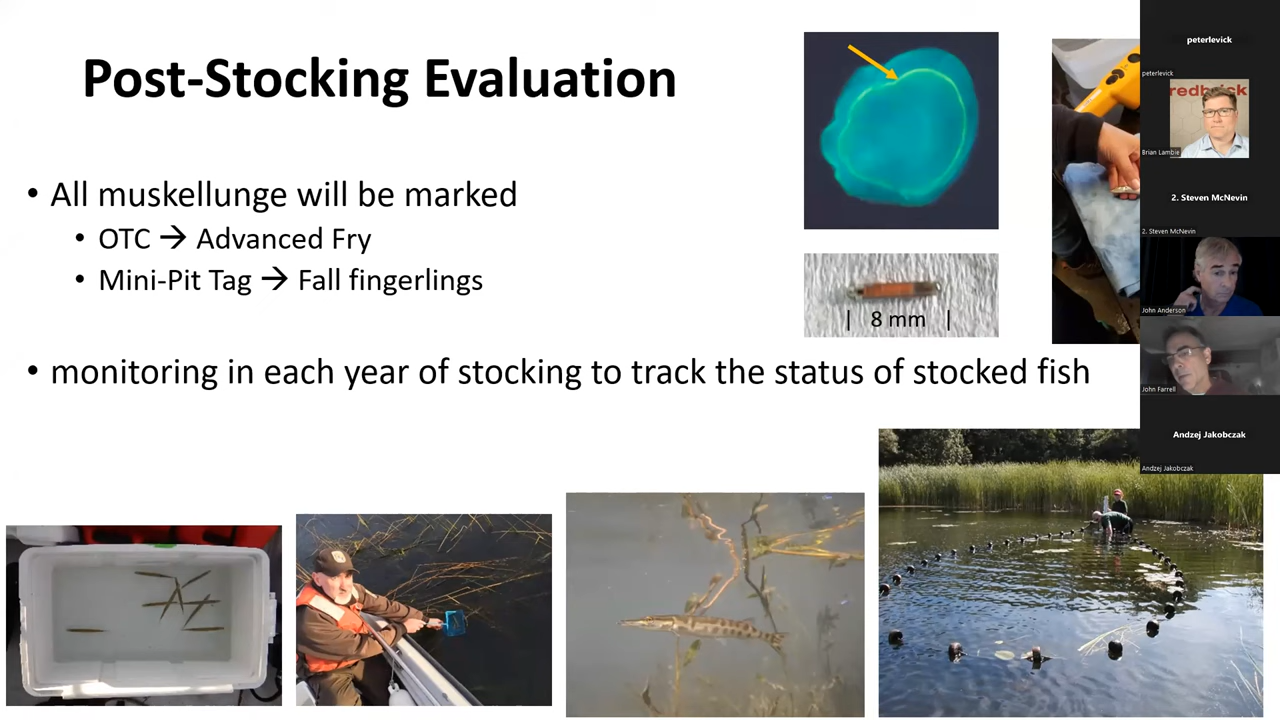 Post-Stocking Evaluation
• All muskellunge will be marked
• OTC → Advanced Fry
• Mini-Pit Tag → Fall fingerlings
• monitoring in each year of stocking to track the status of stocked fish
| 8 mm |
peterlevick
peterlevick
redbrick
Brian Lambie
2. Steven McNevin
2. Steven McNevin
John Anderson
John Farrell
Andzej Jakobczak
Andzej Jakobczak